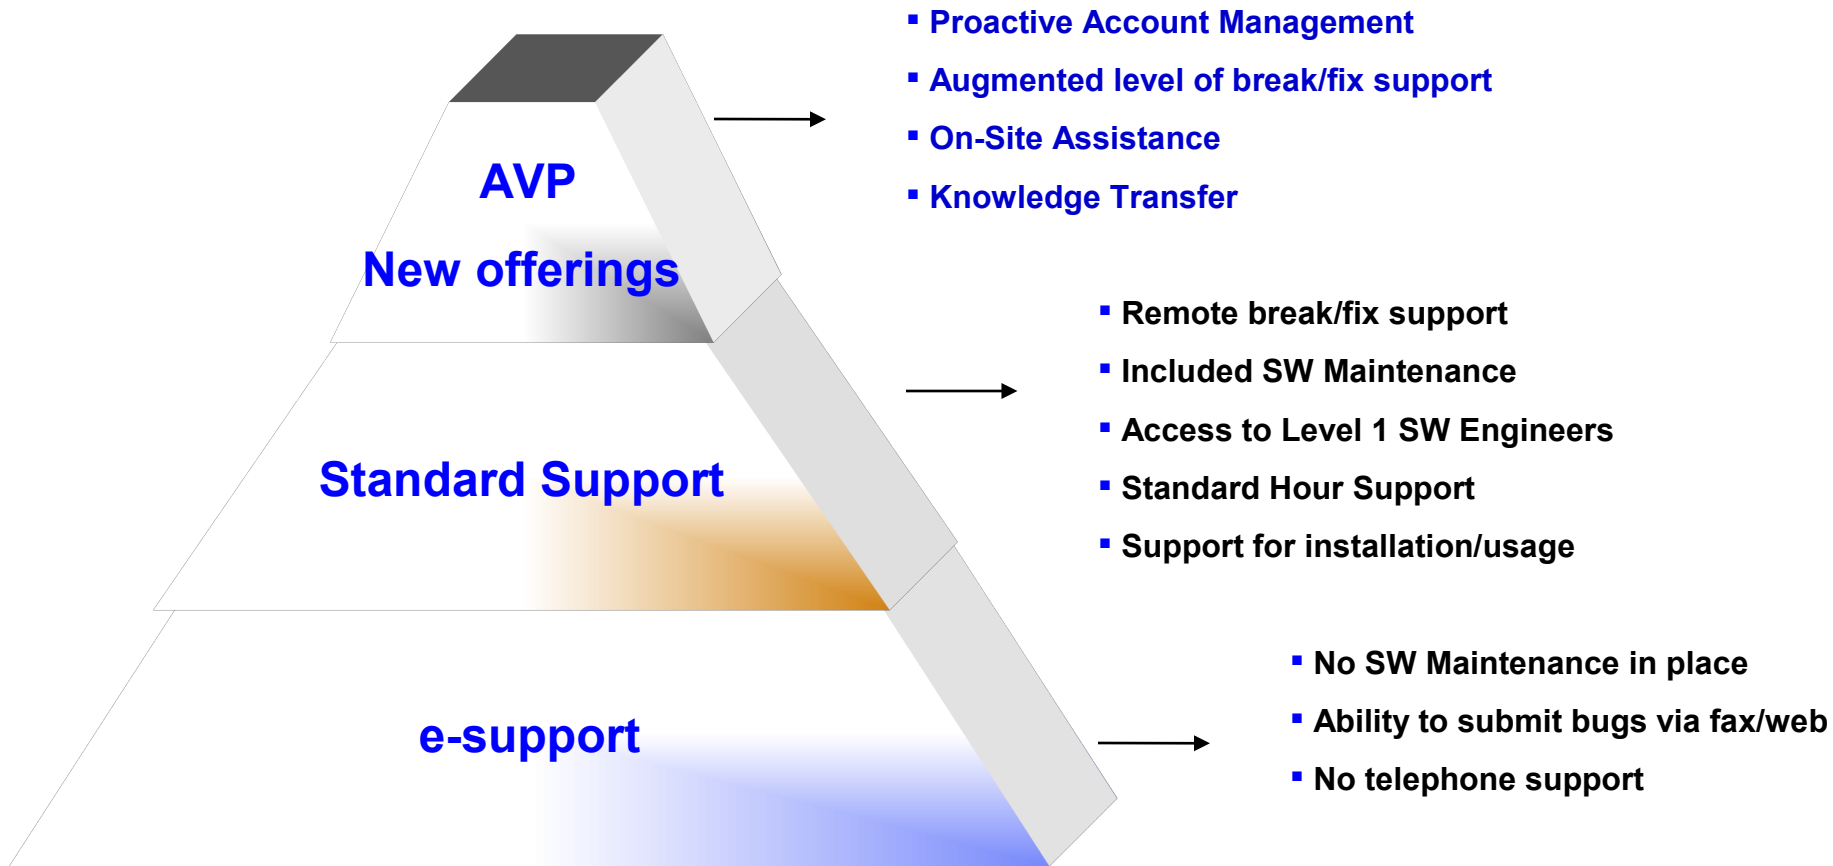 ▪ Proactive Account Management
▪ Augmented level of break/fix support
▪ On-Site Assistance
▪ Knowledge Transfer
AVP
New offerings
▪ Remote break/fix support
▪ Included SW Maintenance
▪ Access to Level 1 SW Engineers
▪ Standard Hour Support
▪ Support for installation/usage
Standard Support
▪ No SW Maintenance in place
▪ Ability to submit bugs via fax/web
▪ No telephone support
e-support